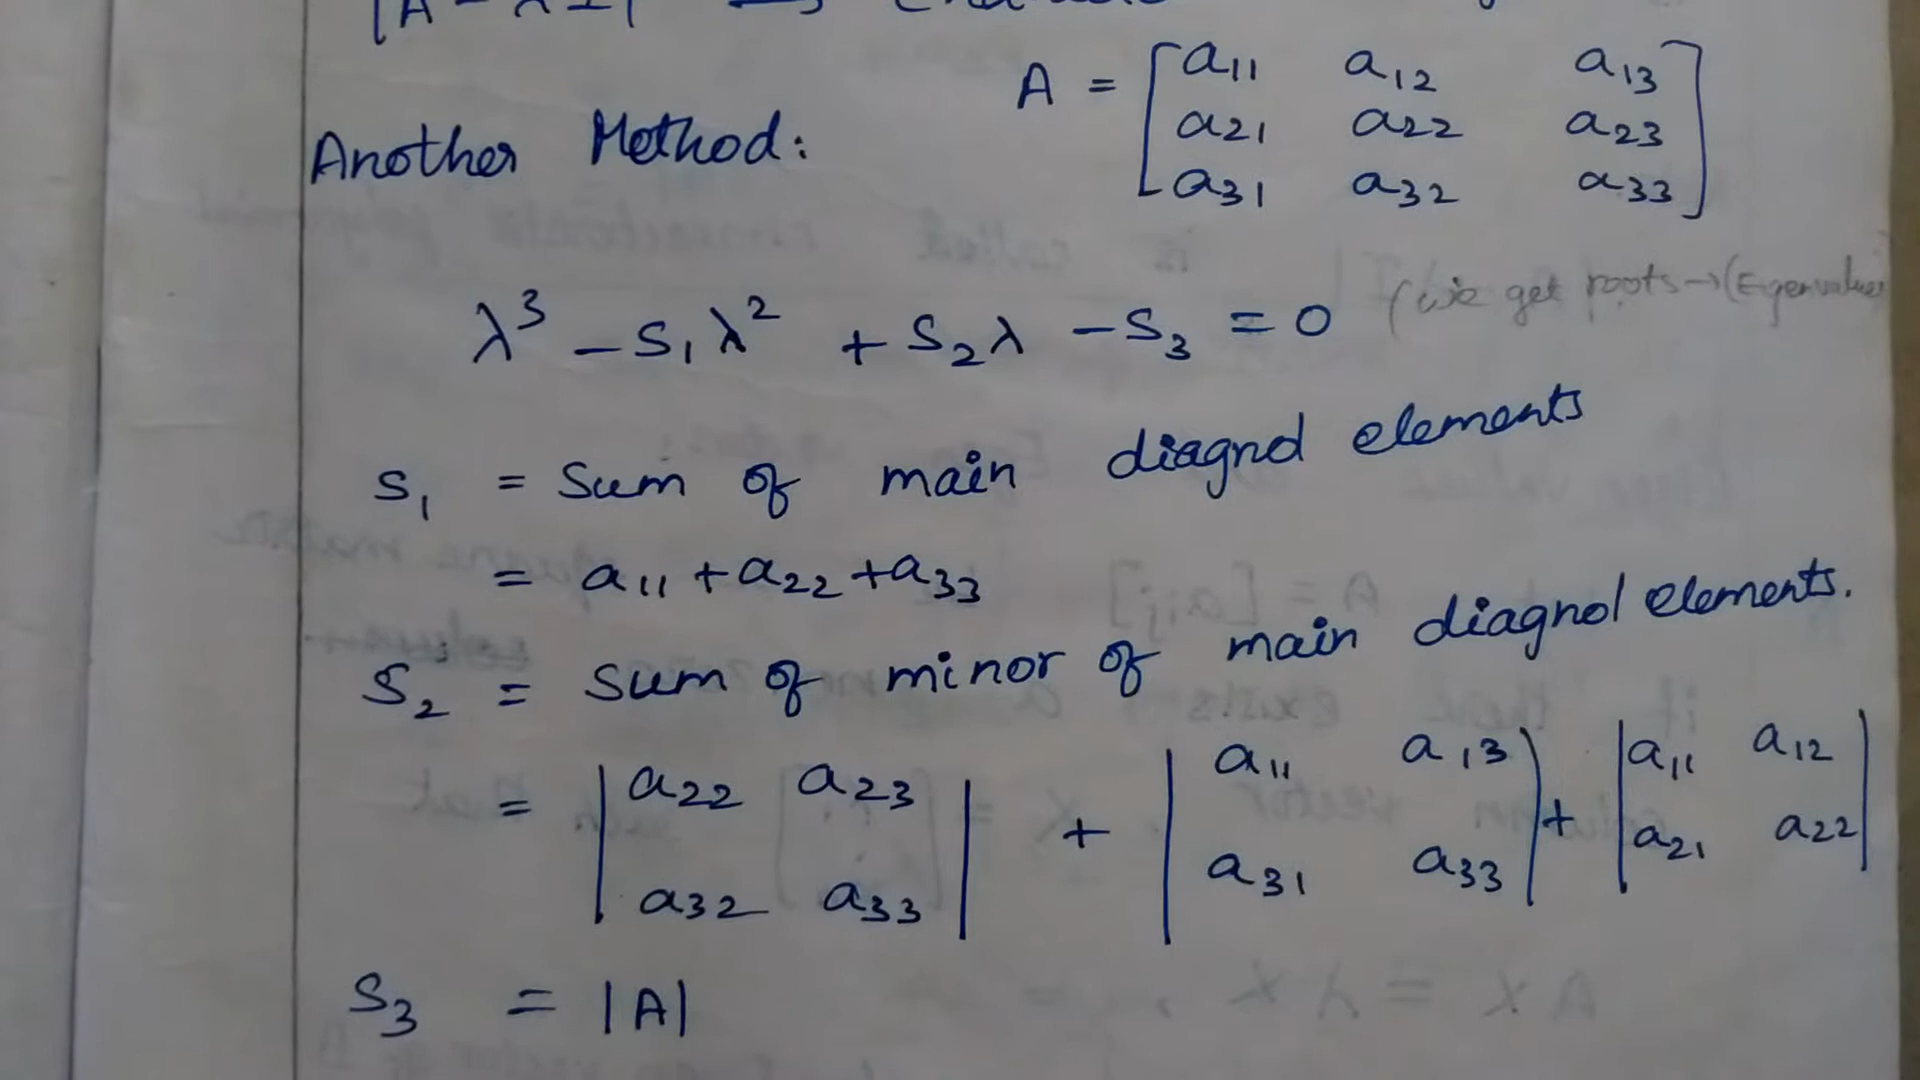 |A - λI|
A = [a11 a12 a13
a21 a22 a23
a31 a32 a33]
Another Method:
λ³ - S₁λ² + S₂λ - S₃ = 0 (we get roots→(Eigenvalues
S₁ = Sum of main diagnol elements
= a11 + a22 + a33
S₂ = Sum of minor of main diagnol elements.
= |a22 a23| + |a11 a13| + |a11 a12|
|a32 a33| |a31 a33| |a21 a22|
S₃ = |A|